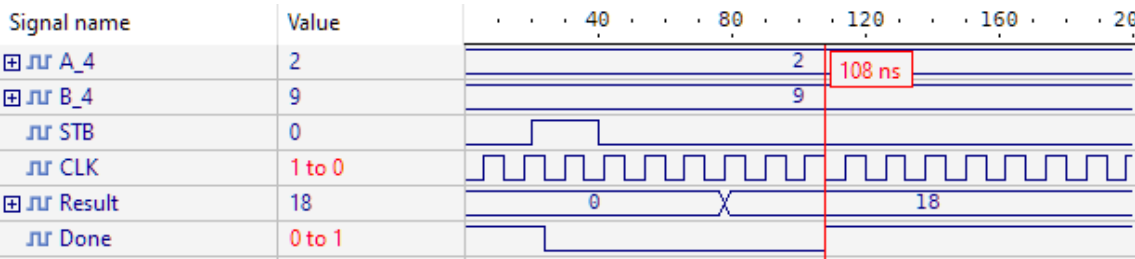 Signal name Value 40 80 120 160 20
A_4 2 2
108 ns
B_4 9 9
STB 0
CLK 1 to 0
Result 18 0 18
Done 0 to 1